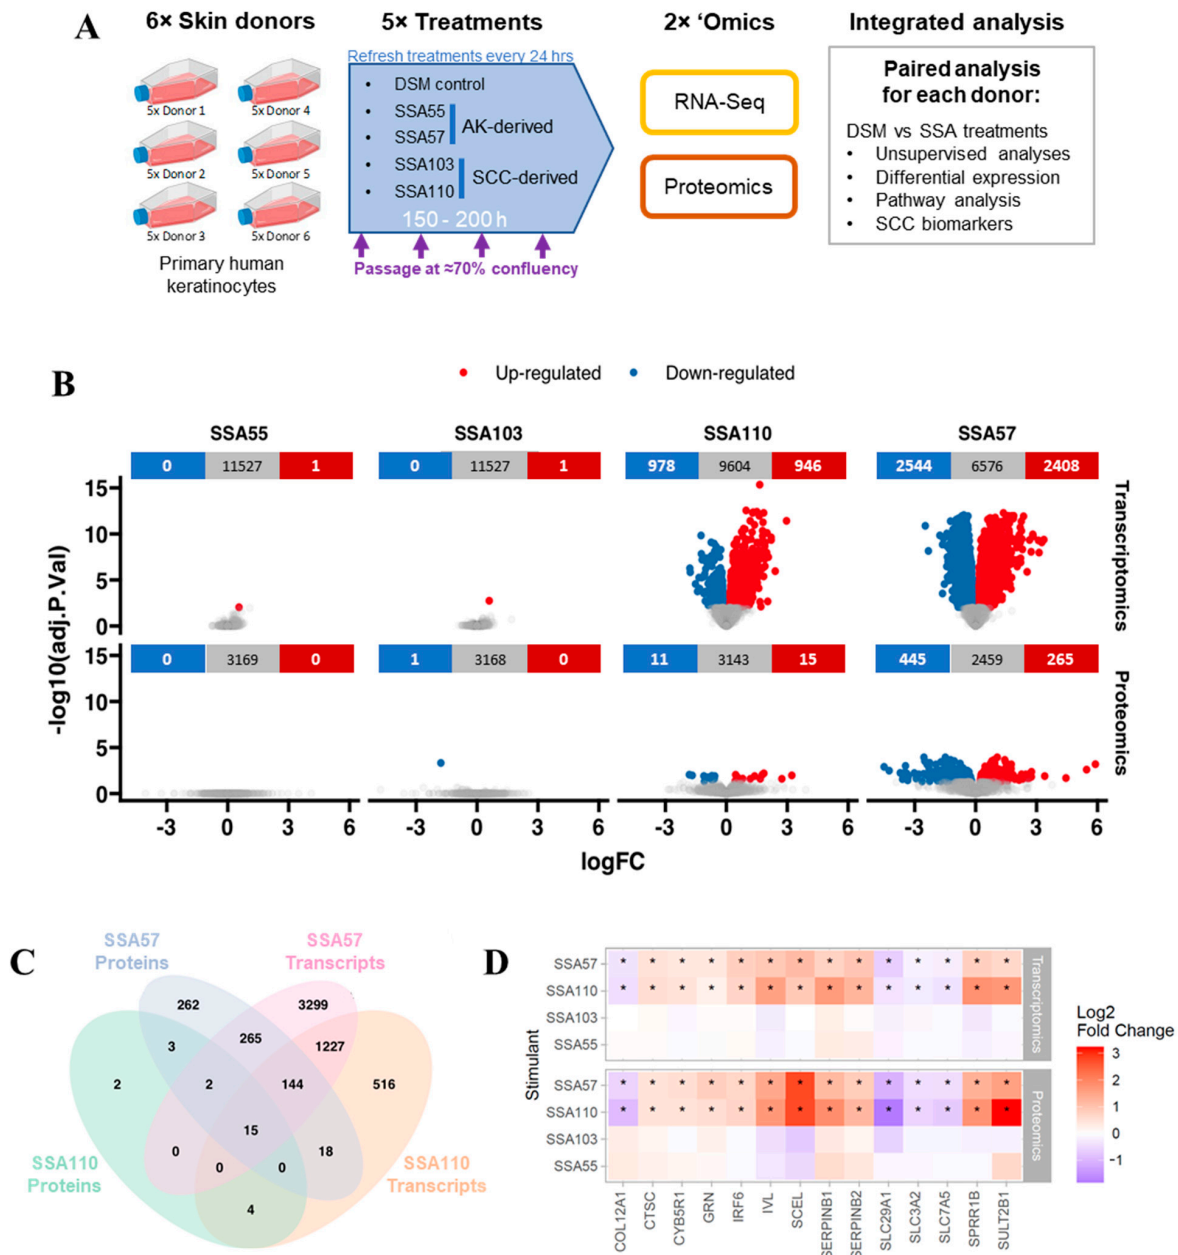 A
6× Skin donors
5× Treatments
2× ‘Omics
Integrated analysis
5x Donor 1
5x Donor 4
5x Donor 2
5x Donor 5
5x Donor 3
5x Donor 6
Primary human
keratinocytes
Refresh treatments every 24 hrs
• DSM control
• SSA55
• SSA57
AK-derived
• SSA103
• SSA110
SCC-derived
150 - 200 h
Passage at ≈70% confluency
RNA-Seq
Proteomics
Paired analysis
for each donor:
DSM vs SSA treatments
• Unsupervised analyses
• Differential expression
• Pathway analysis
• SCC biomarkers
B
Up-regulated
Down-regulated
SSA55
SSA103
SSA110
SSA57
0 11527 1
0 11527 1
978 9604 946
2544 6576 2408
15
10
5
0
Transcriptomics
0 3169 0
1 3168 0
11 3143 15
445 2459 265
15
10
5
0
Proteomics
-log10(adj.P.Val)
-3 0 3 6
-3 0 3 6
-3 0 3 6
-3 0 3 6
logFC
C
SSA57
Proteins
SSA57
Transcripts
262
3299
3
265
1227
2
2
144
516
15
0
0
0
18
4
SSA110
Proteins
SSA110
Transcripts
D
Stimulant
SSA57
* * * * * * * * * * * * * *
SSA110
* * * * * * * * * * * * * *
SSA103
SSA55
Transcriptomics
SSA57
* * * * * * * * * * * * * *
SSA110
* * * * * * * * * * * * * *
SSA103
SSA55
Proteomics
COL12A1
CTSC
CYB5R1
GRN
IRF6
IVL
SCEL
SERPINB1
SERPINB2
SLC29A1
SLC3A2
SLC7A5
SPRR1B
SULT2B1
Log2
Fold Change
3
2
1
0
-1